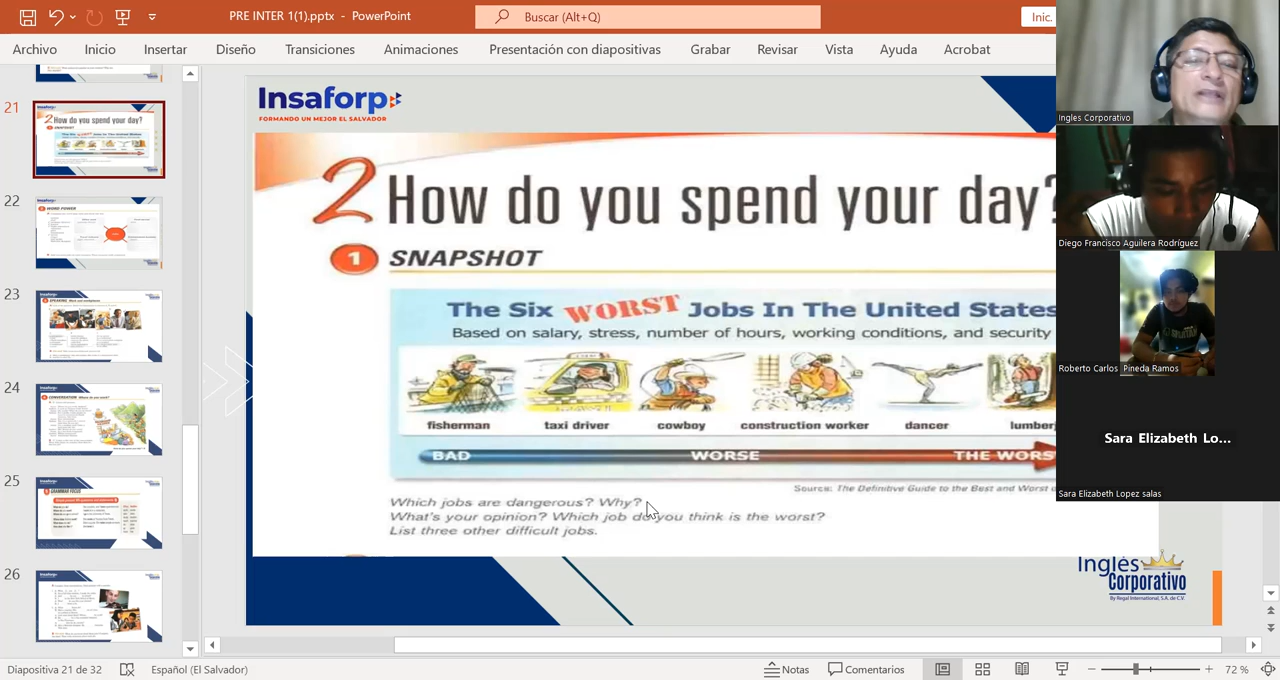 PRE INTER 1(1).pptx - PowerPoint
Buscar (Alt+Q)
Inic.
Archivo Inicio Insertar Diseño Transiciones Animaciones Presentación con diapositivas Grabar Revisar Vista Ayuda Acrobat
21
22
23
24
25
26
Insaforp
FORMANDO UN MEJOR EL SALVADOR
2 How do you spend your day?
1 SNAPSHOT
The Six WORST Jobs In The United States
Based on salary, stress, number of hours, working conditions, and security
fisherman taxi driver cowboy construction worker dancer lumberj
BAD WORSE THE WORS
Source: The Definitive Guide to the Best and Worst
Which jobs are dangerous? Why?
What's your opinion? Which job do you think is the worst?
List three other difficult jobs.
Inglés
Corporativo
By Regal International, S.A. de C.V.
Ingles Corporativo
Diego Francisco Aguilera Rodríguez
Roberto Carlos Pineda Ramos
Sara Elizabeth Lo...
Sara Elizabeth Lopez salas
Diapositiva 21 de 32 Español (El Salvador) Notas Comentarios 72 %